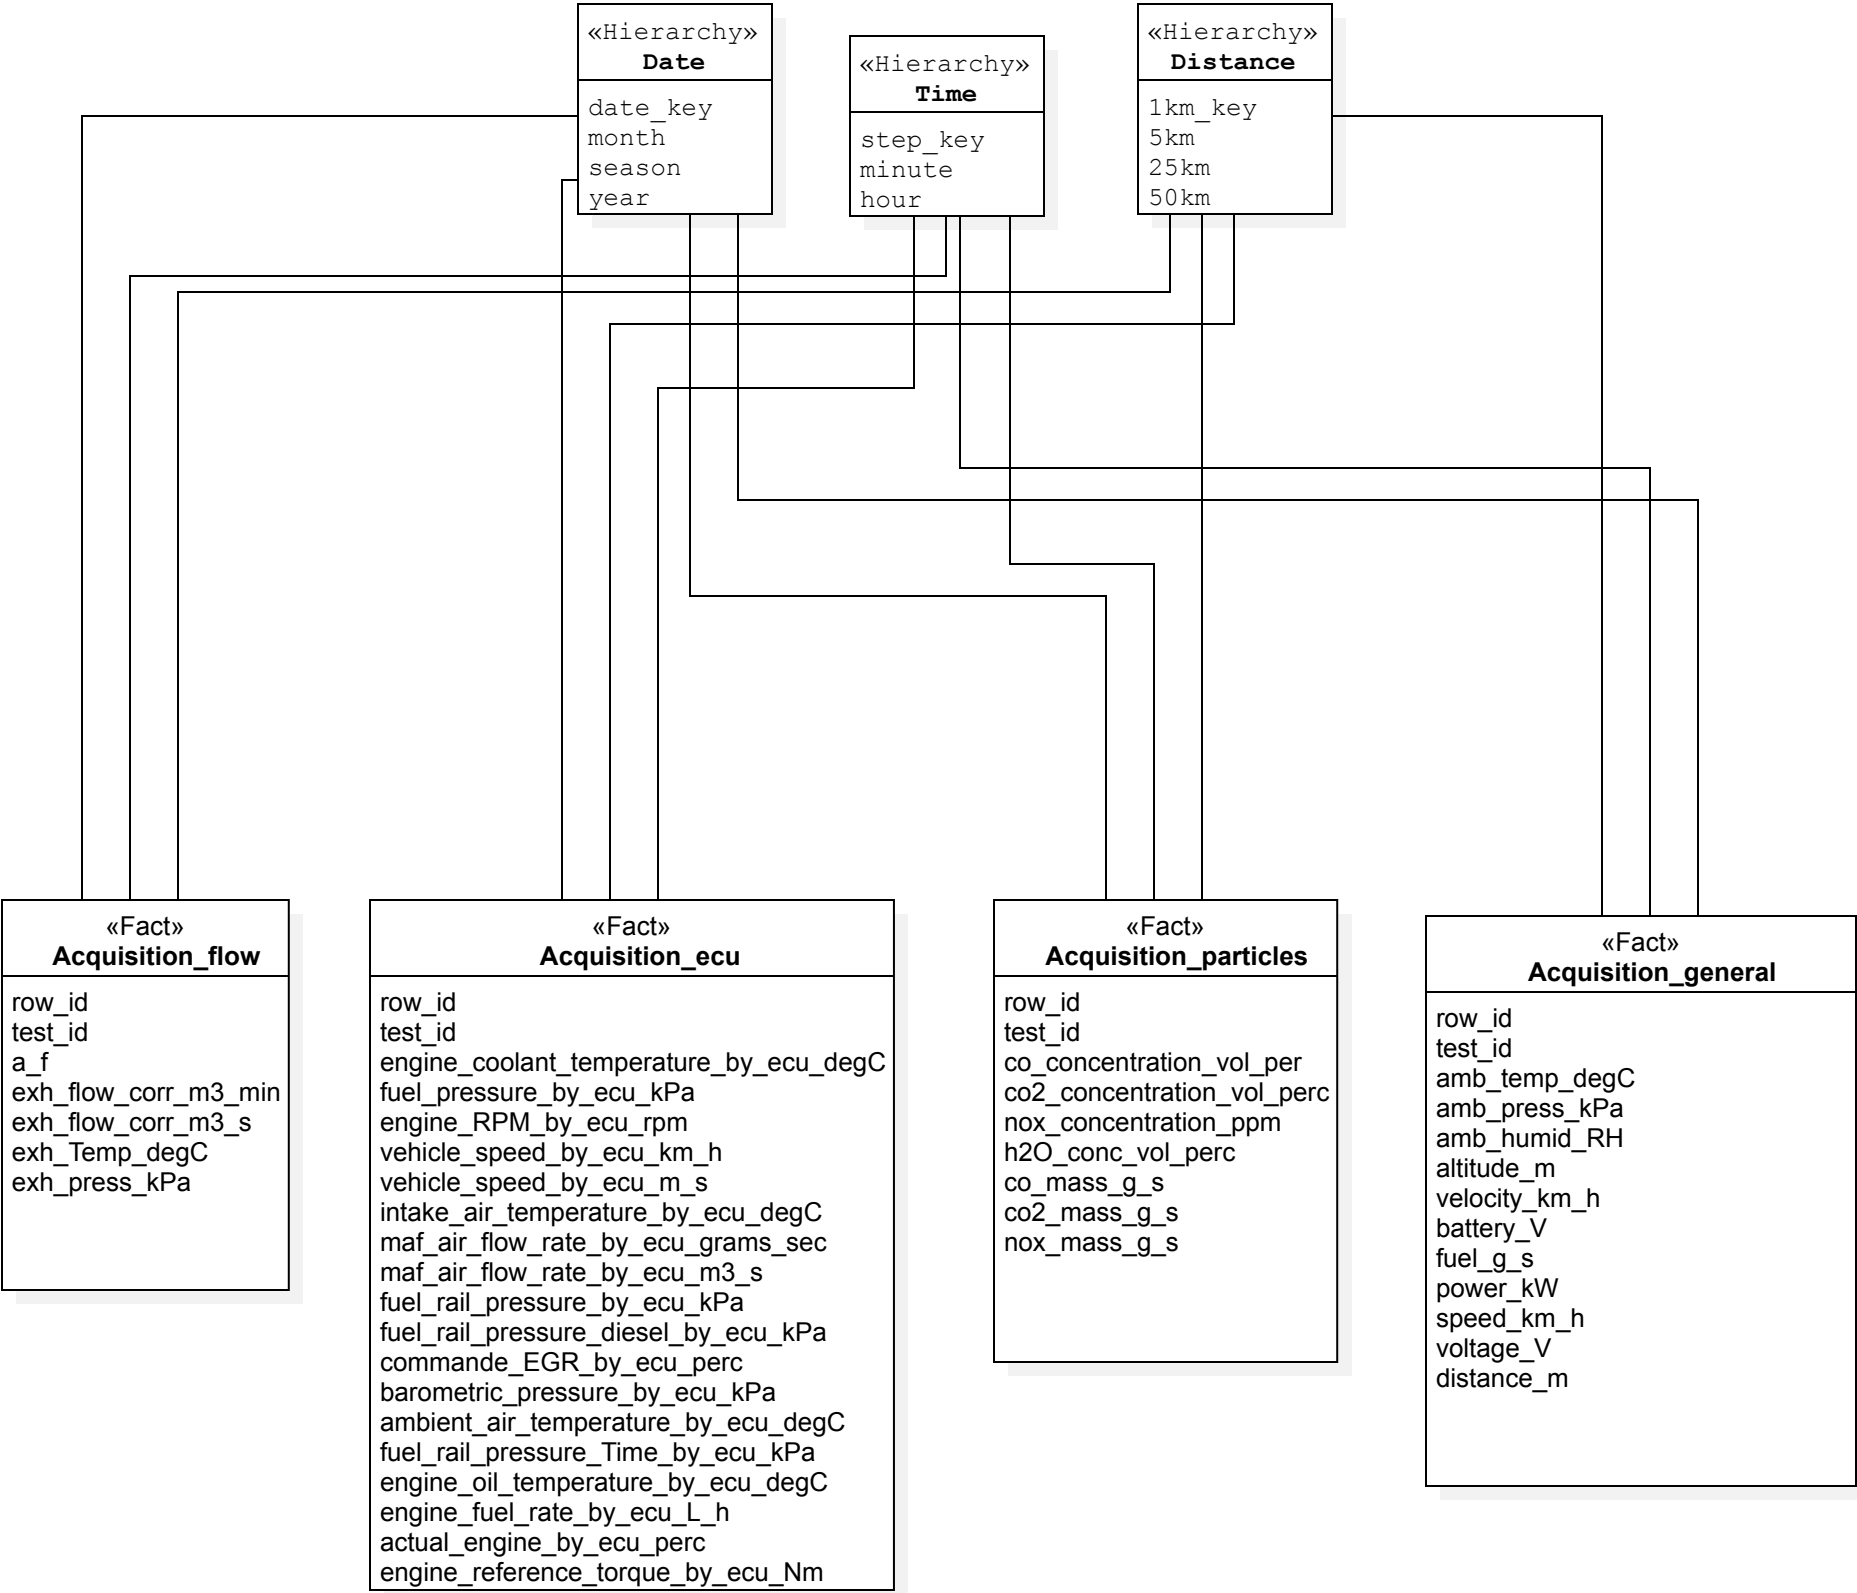 «Hierarchy»
Date
date_key
month
season
year
«Hierarchy»
Time
step_key
minute
hour
«Hierarchy»
Distance
1km_key
5km
25km
50km
«Fact»
Acquisition_flow
row_id
test_id
a_f
exh_flow_corr_m3_min
exh_flow_corr_m3_s
exh_Temp_degC
exh_press_kPa
«Fact»
Acquisition_ecu
row_id
test_id
engine_coolant_temperature_by_ecu_degC
fuel_pressure_by_ecu_kPa
engine_RPM_by_ecu_rpm
vehicle_speed_by_ecu_km_h
vehicle_speed_by_ecu_m_s
intake_air_temperature_by_ecu_degC
maf_air_flow_rate_by_ecu_grams_sec
maf_air_flow_rate_by_ecu_m3_s
fuel_rail_pressure_by_ecu_kPa
fuel_rail_pressure_diesel_by_ecu_kPa
commande_EGR_by_ecu_perc
barometric_pressure_by_ecu_kPa
ambient_air_temperature_by_ecu_degC
fuel_rail_pressure_Time_by_ecu_kPa
engine_oil_temperature_by_ecu_degC
engine_fuel_rate_by_ecu_L_h
actual_engine_by_ecu_perc
engine_reference_torque_by_ecu_Nm
«Fact»
Acquisition_particles
row_id
test_id
co_concentration_vol_per
co2_concentration_vol_perc
nox_concentration_ppm
h2O_conc_vol_perc
co_mass_g_s
co2_mass_g_s
nox_mass_g_s
«Fact»
Acquisition_general
row_id
test_id
amb_temp_degC
amb_press_kPa
amb_humid_RH
altitude_m
velocity_km_h
battery_V
fuel_g_s
power_kW
speed_km_h
voltage_V
distance_m